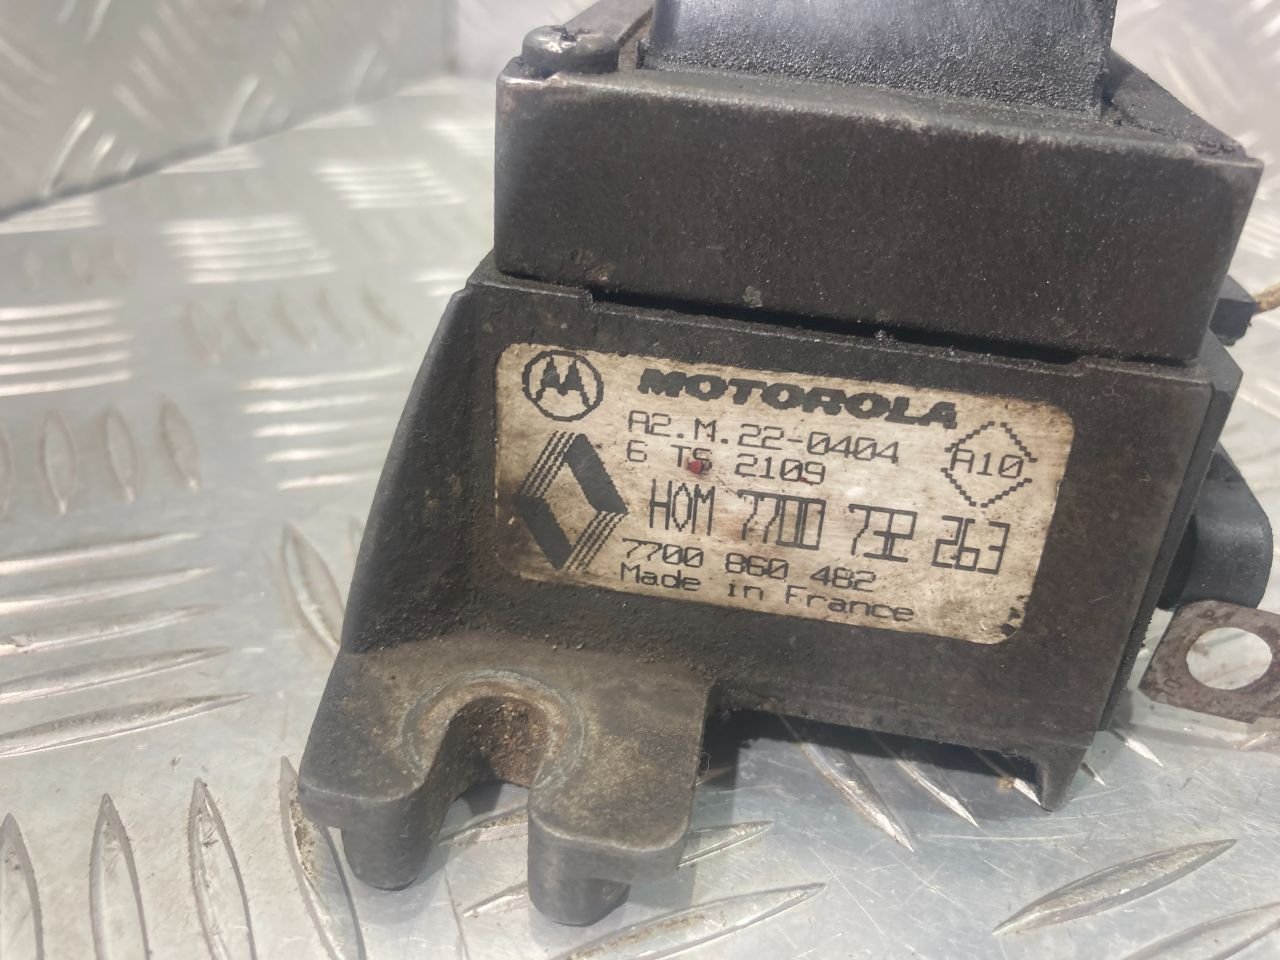 MOTOROLA
A2.M.22-0404
6 TS 2109
A10
HOM 7700 732 263
7700 860 482
Made in France